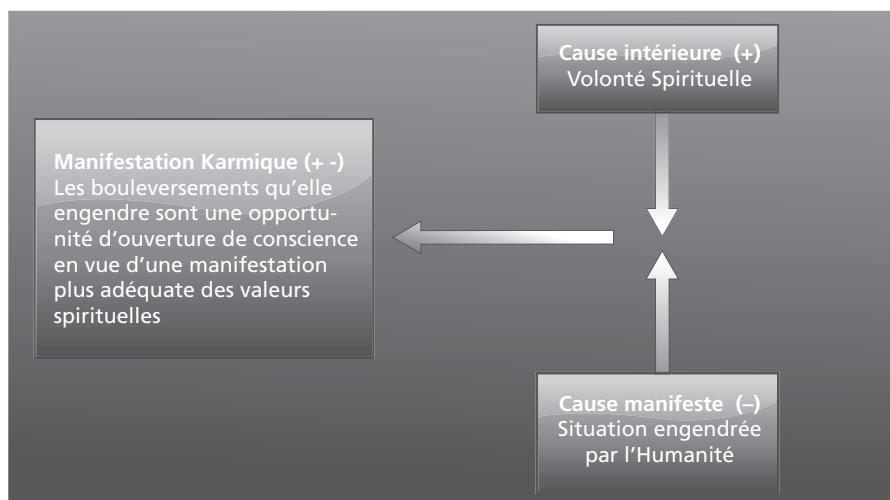 Cause intérieure (+)
Volonté Spirituelle
Manifestation Karmique (+ -)
Les bouleversements qu’elle
engendre sont une opportu-
nité d’ouverture de conscience
en vue d’une manifestation
plus adéquate des valeurs
spirituelles
Cause manifeste (–)
Situation engendrée
par l’Humanité